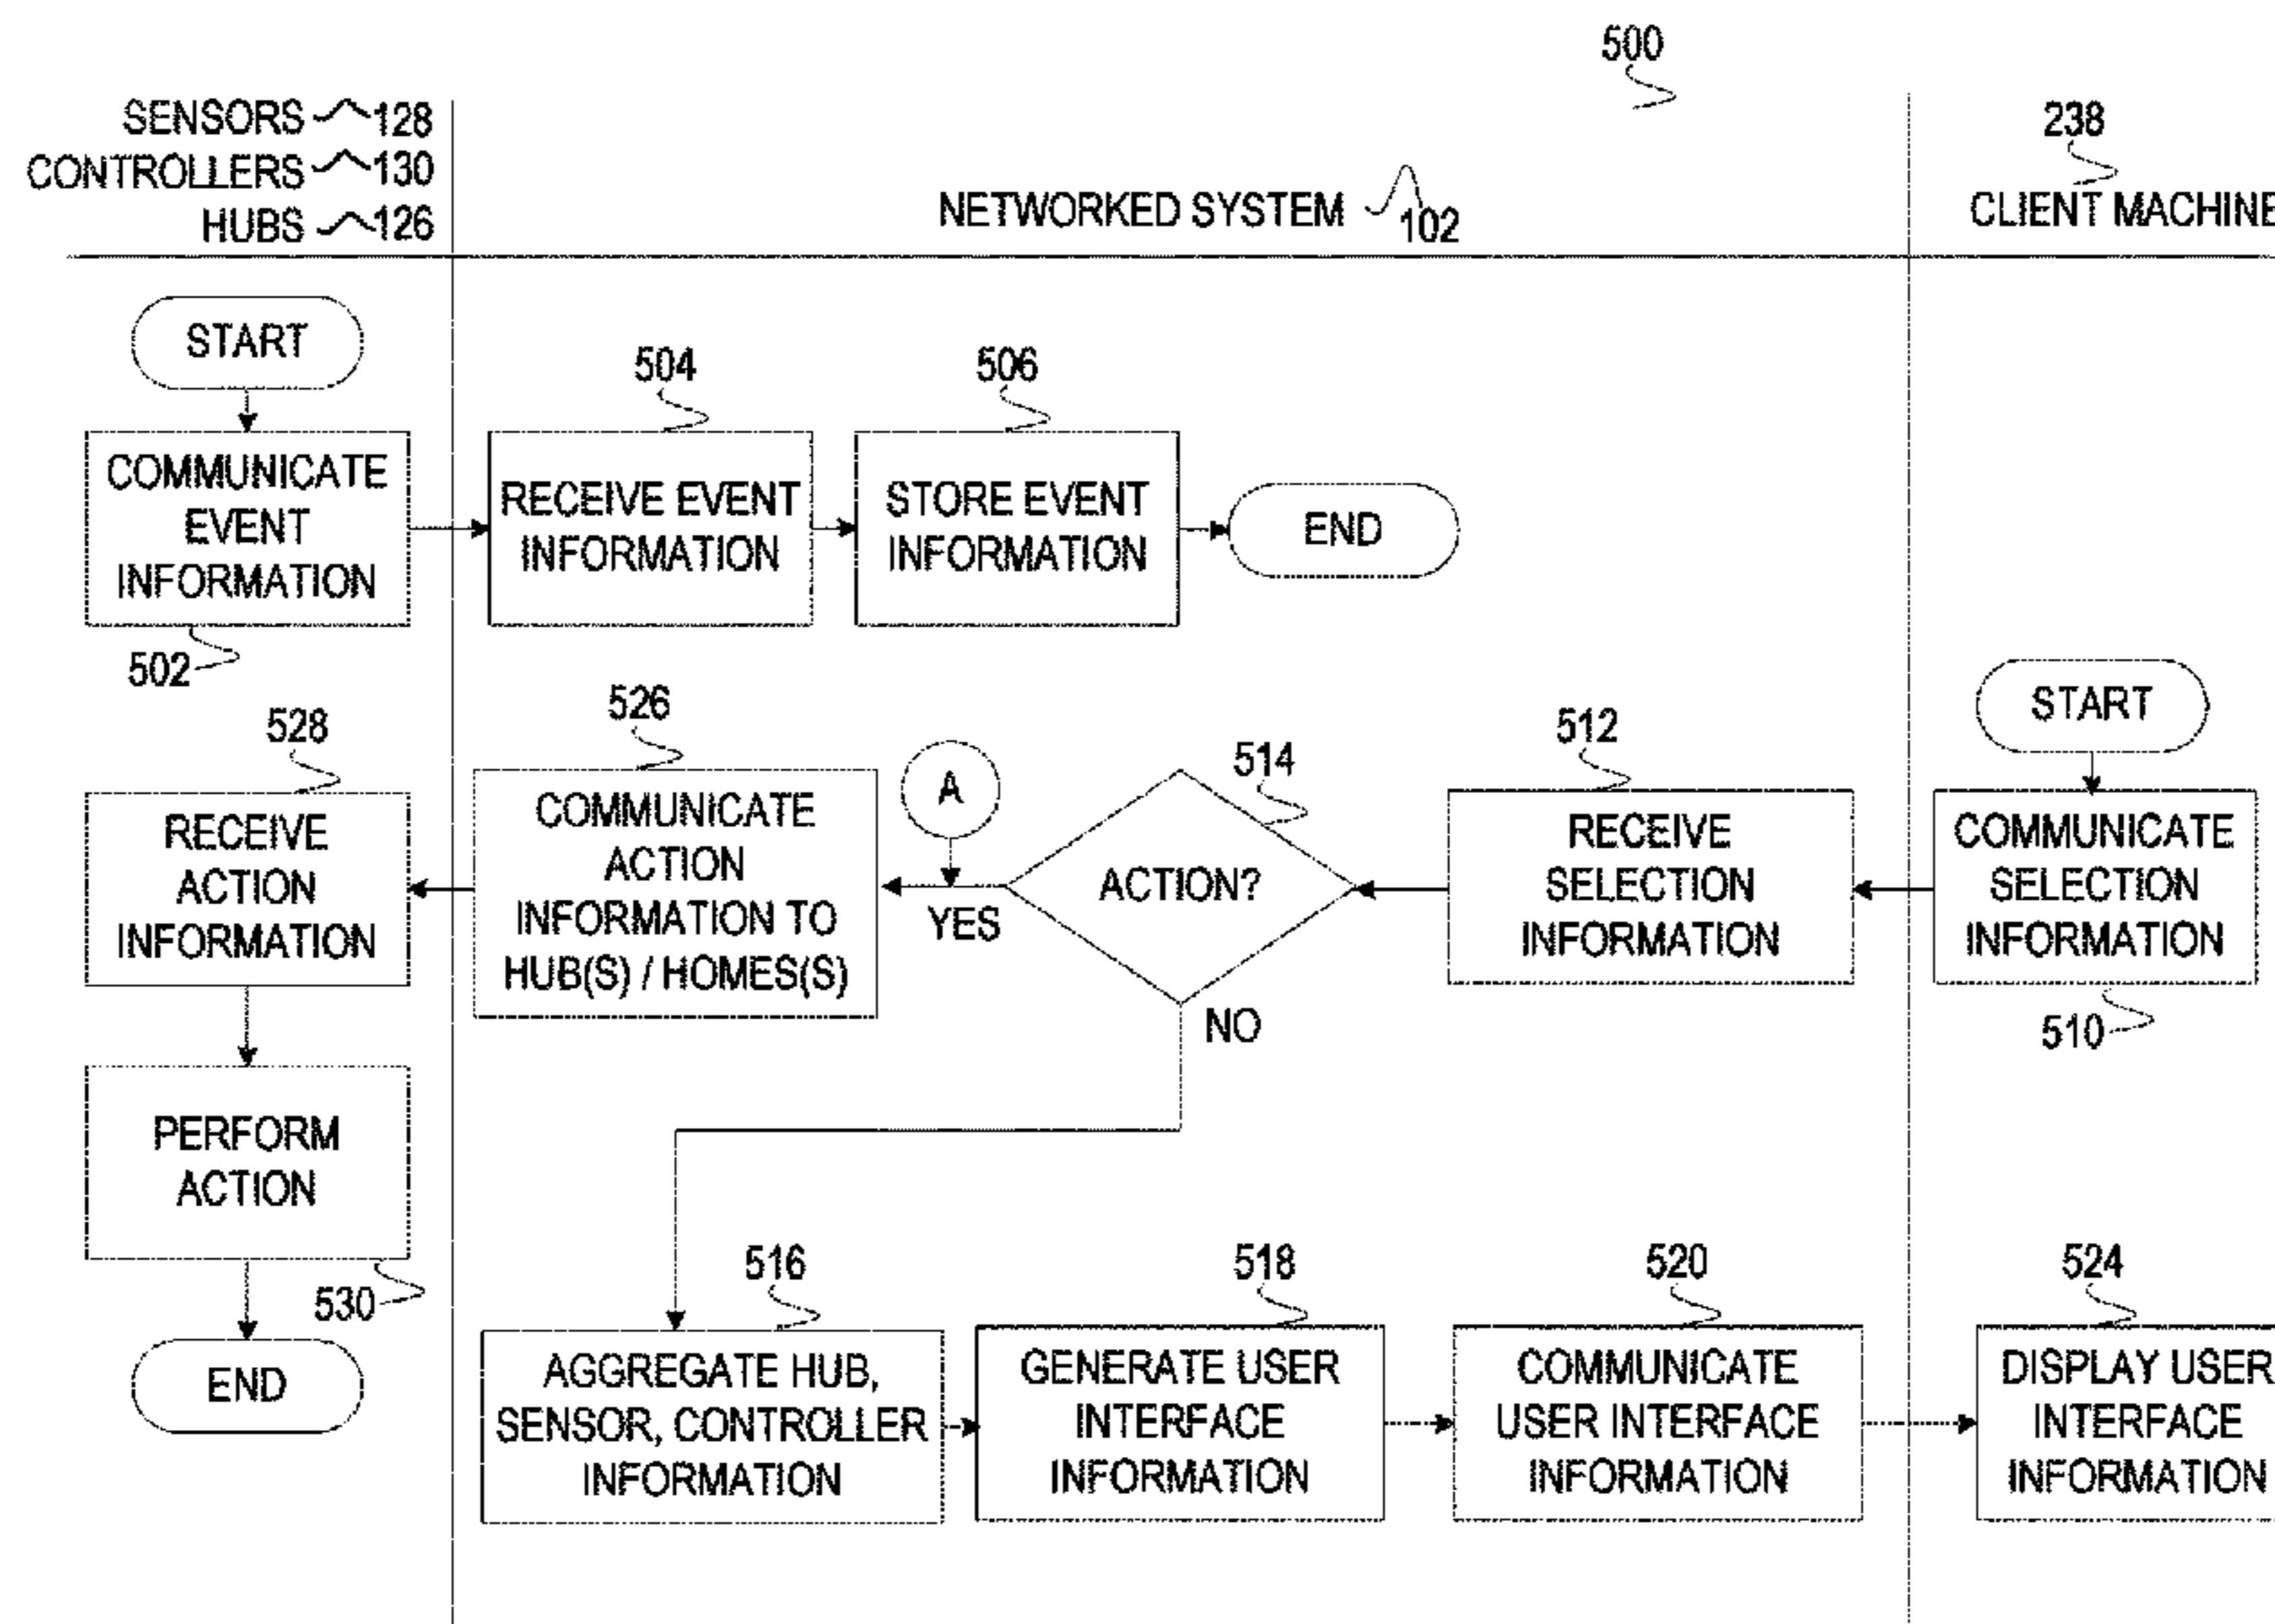 500
SENSORS 128
CONTROLLERS 130
HUBS 126
NETWORKED SYSTEM 102
238
CLIENT MACHINE
START
504
506
COMMUNICATE
EVENT
INFORMATION
RECEIVE EVENT
INFORMATION
STORE EVENT
INFORMATION
END
502
528
526
A
514
512
START
RECEIVE
ACTION
INFORMATION
COMMUNICATE
ACTION
INFORMATION TO
HUB(S) / HOMES(S)
YES
ACTION?
NO
RECEIVE
SELECTION
INFORMATION
COMMUNICATE
SELECTION
INFORMATION
510
PERFORM
ACTION
530
END
516
518
520
524
AGGREGATE HUB,
SENSOR, CONTROLLER
INFORMATION
GENERATE USER
INTERFACE
INFORMATION
COMMUNICATE
USER INTERFACE
INFORMATION
DISPLAY USER
INTERFACE
INFORMATION